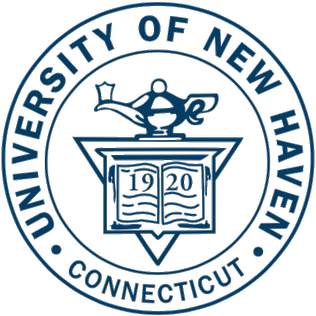 UNIVERSITY OF NEW HAVEN
19 20
CONNECTICUT